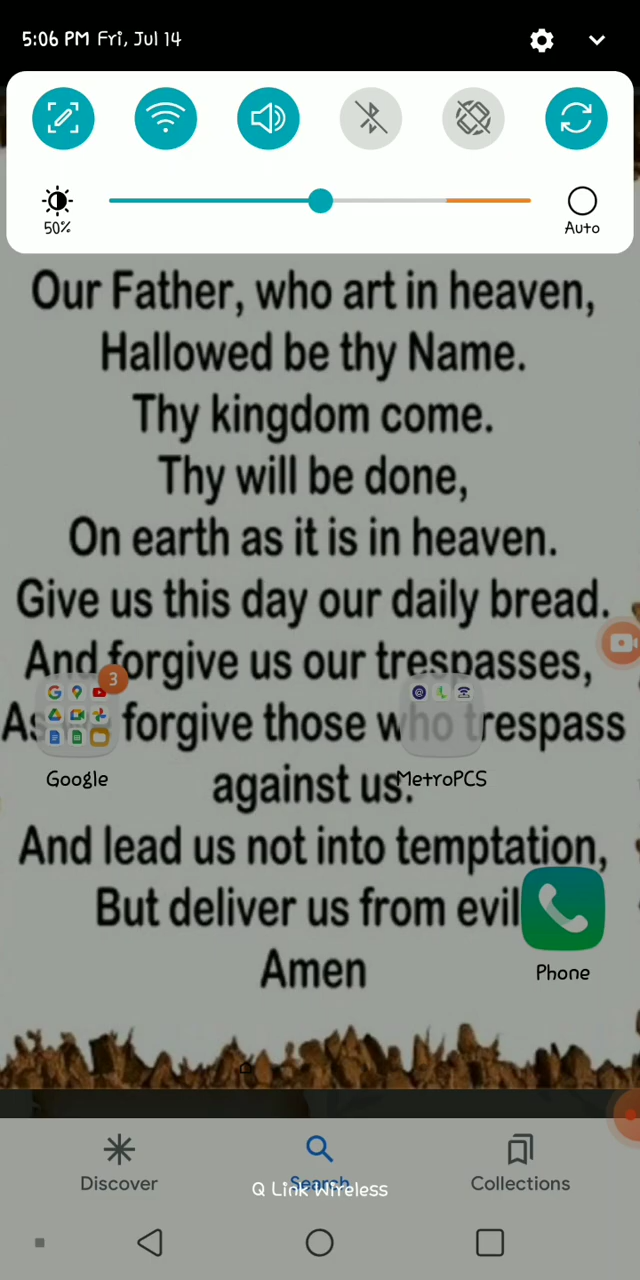 5:06 PM Fri, Jul 14
50%
Auto
Our Father, who art in heaven,
Hallowed be thy Name.
Thy kingdom come.
Thy will be done,
On earth as it is in heaven.
Give us this day our daily bread.
And forgive us our trespasses,
3
forgive those who trespass
Google
against us.
MetroPCS
And lead us not into temptation,
But deliver us from evil
Amen
Phone
Discover
Search
Collections
Q Link Wireless